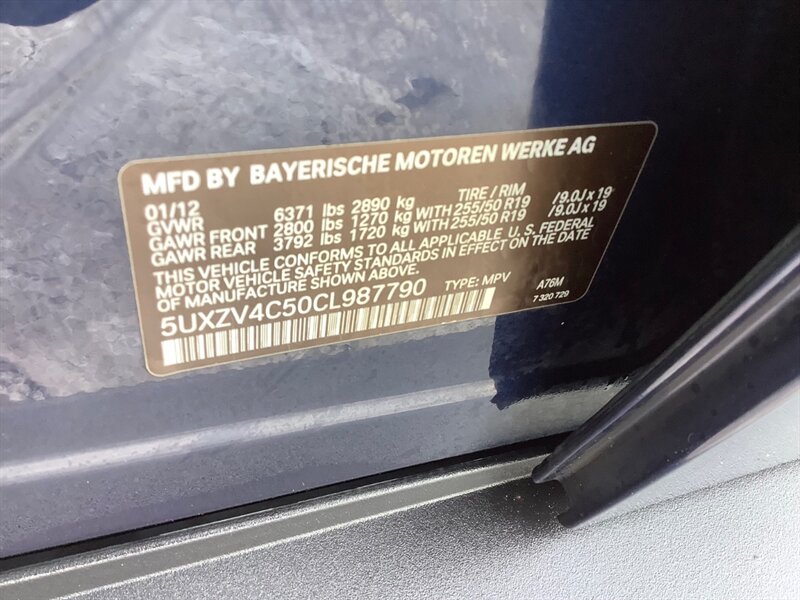 MFD BY BAYERISCHE MOTOREN WERKE AG
01/12 TIRE / RIM
GVWR 6371 lbs 2890 kg
GAWR FRONT 2800 lbs 1270 kg WITH 255/50 R19 /9.0J x 19
GAWR REAR 3792 lbs 1720 kg WITH 255/50 R19 /9.0J x 19
THIS VEHICLE CONFORMS TO ALL APPLICABLE U. S. FEDERAL
MOTOR VEHICLE SAFETY STANDARDS IN EFFECT ON THE DATE
OF MANUFACTURE SHOWN ABOVE.
5UXZV4C50CL987790 TYPE: MPV A76M
7 320 729